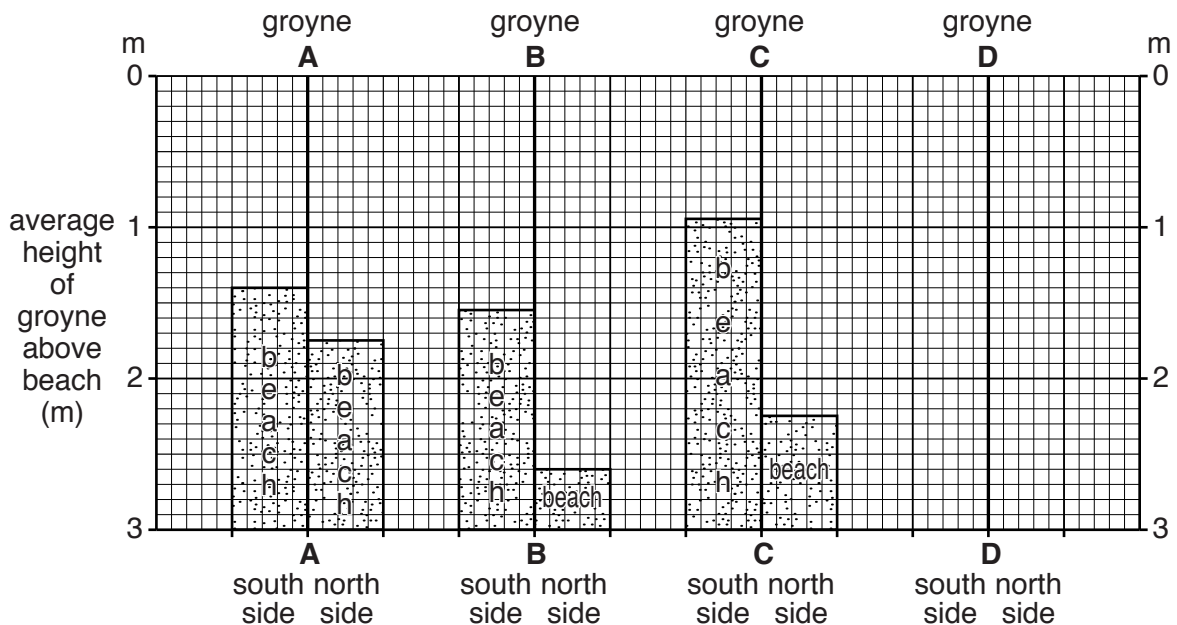 groyne groyne groyne groyne
m A B C D m
0 0
average
height
of
groyne
above
beach
(m)
1 1
2 2
3 3
beach
beach
beach
beach
beach
beach
A B C D
south north south north south north south north
side side side side side side side side